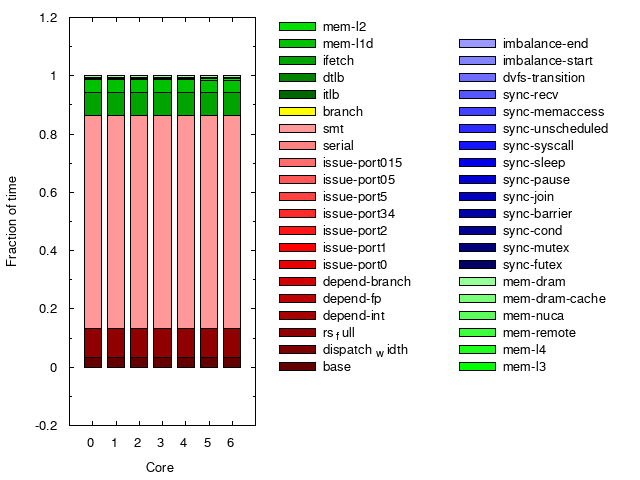 Fraction of time
1.2
1
0.8
0.6
0.4
0.2
0
-0.2
0 1 2 3 4 5 6
Core
mem-l2
mem-l1d
ifetch
dtlb
itlb
branch
smt
serial
issue-port015
issue-port05
issue-port5
issue-port34
issue-port2
issue-port1
issue-port0
depend-branch
depend-fp
depend-int
rs_full
dispatch_width
base
imbalance-end
imbalance-start
dvfs-transition
sync-recv
sync-memaccess
sync-unscheduled
sync-syscall
sync-sleep
sync-pause
sync-join
sync-barrier
sync-cond
sync-mutex
sync-futex
mem-dram
mem-dram-cache
mem-nuca
mem-remote
mem-l4
mem-l3